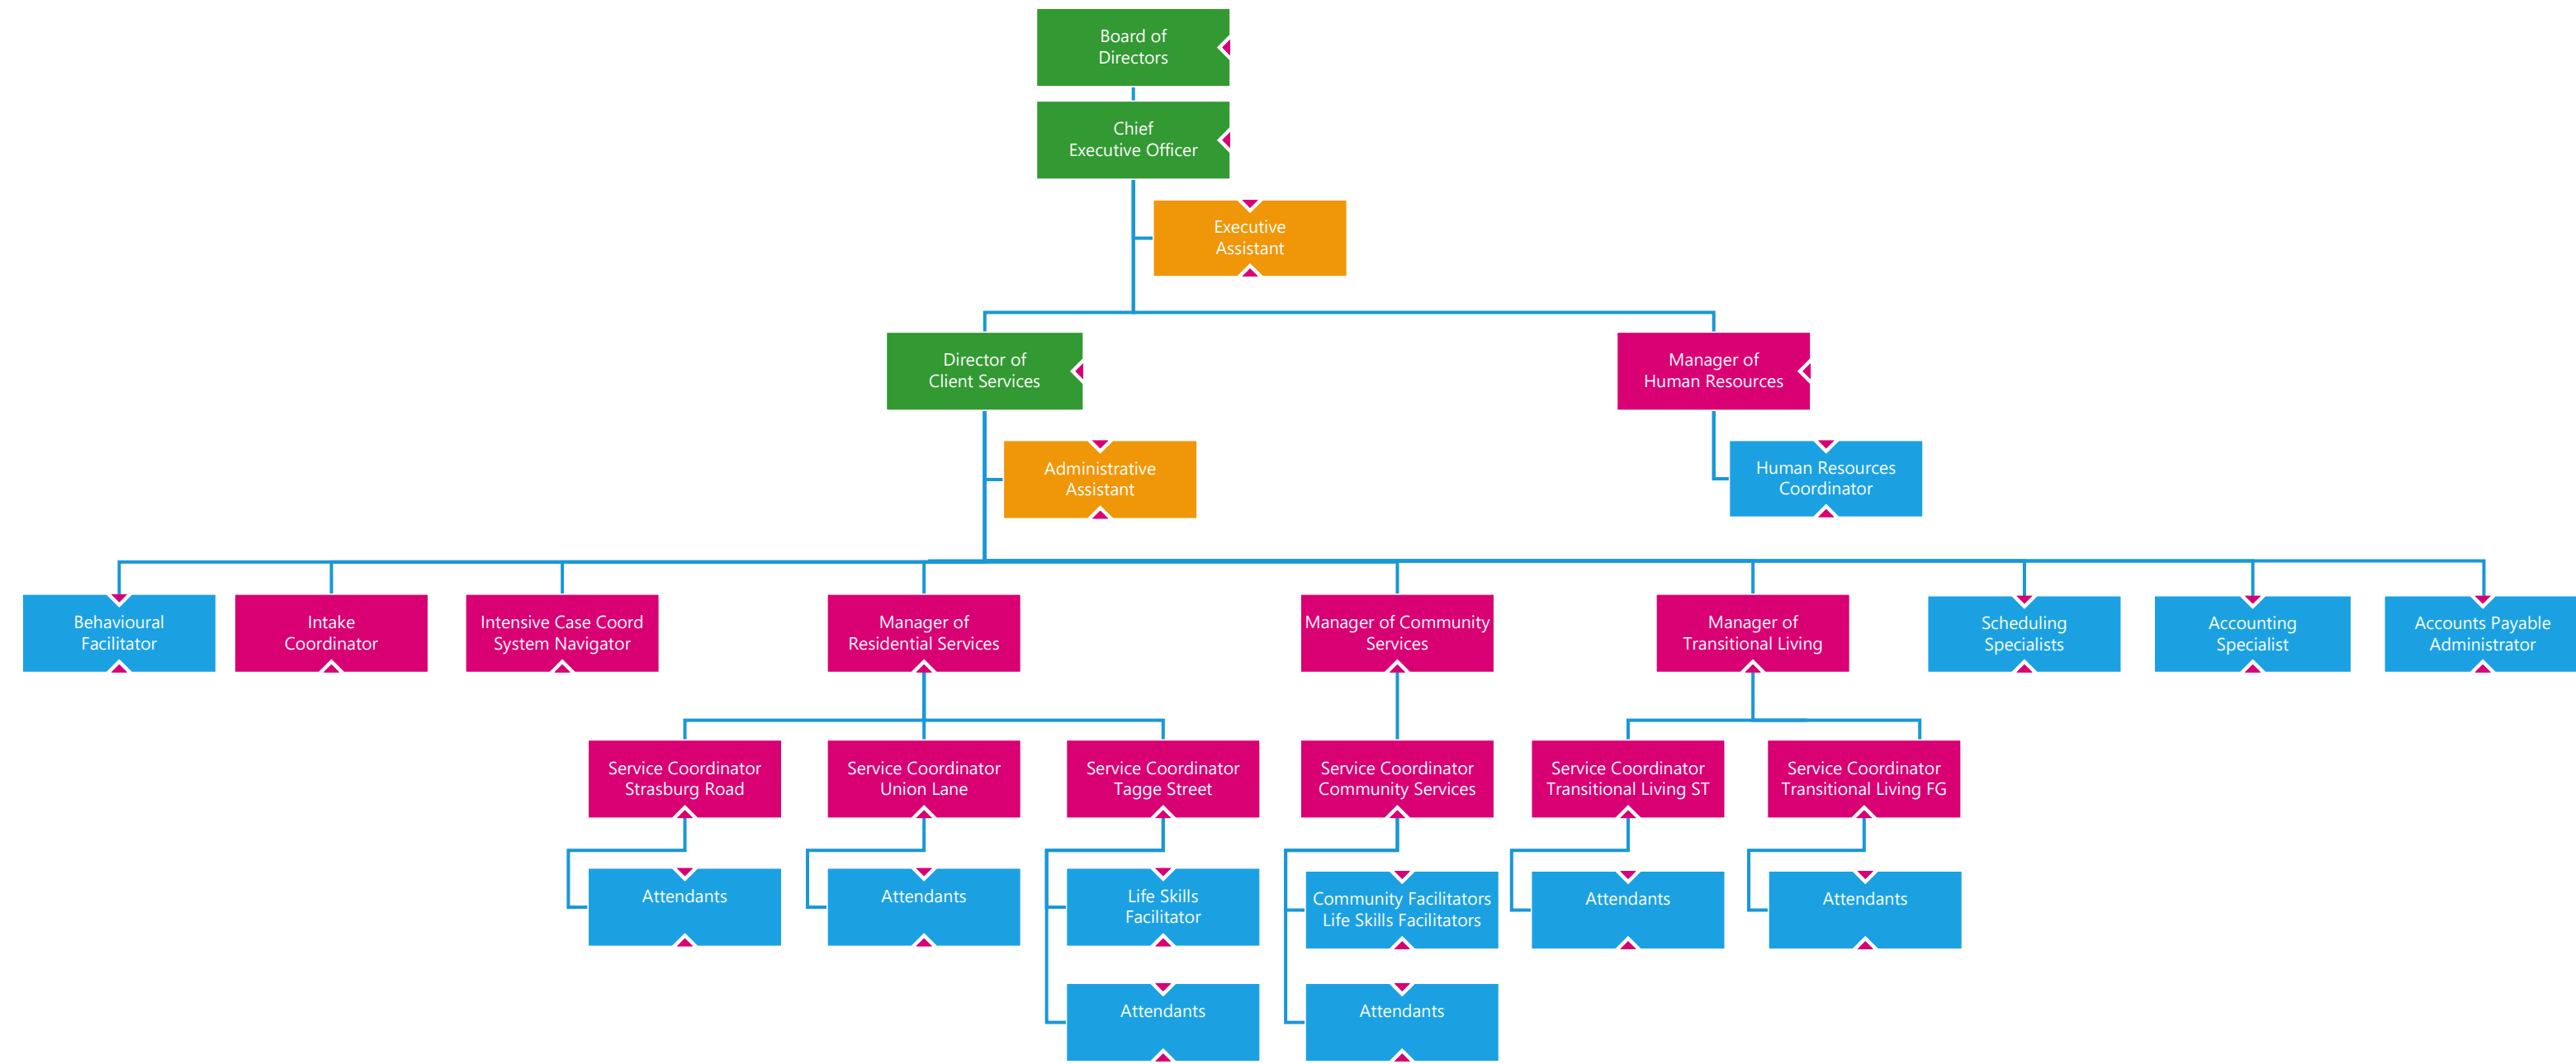 Board of
Directors
Chief
Executive Officer
Executive
Assistant
Director of
Client Services
Manager of
Human Resources
Administrative
Assistant
Human Resources
Coordinator
Behavioural
Facilitator
Intake
Coordinator
Intensive Case Coord
System Navigator
Manager of
Residential Services
Manager of Community
Services
Manager of
Transitional Living
Scheduling
Specialists
Accounting
Specialist
Accounts Payable
Administrator
Service Coordinator
Strasburg Road
Service Coordinator
Union Lane
Service Coordinator
Tagge Street
Service Coordinator
Community Services
Service Coordinator
Transitional Living ST
Service Coordinator
Transitional Living FG
Attendants
Attendants
Life Skills
Facilitator
Community Facilitators
Life Skills Facilitators
Attendants
Attendants
Attendants
Attendants